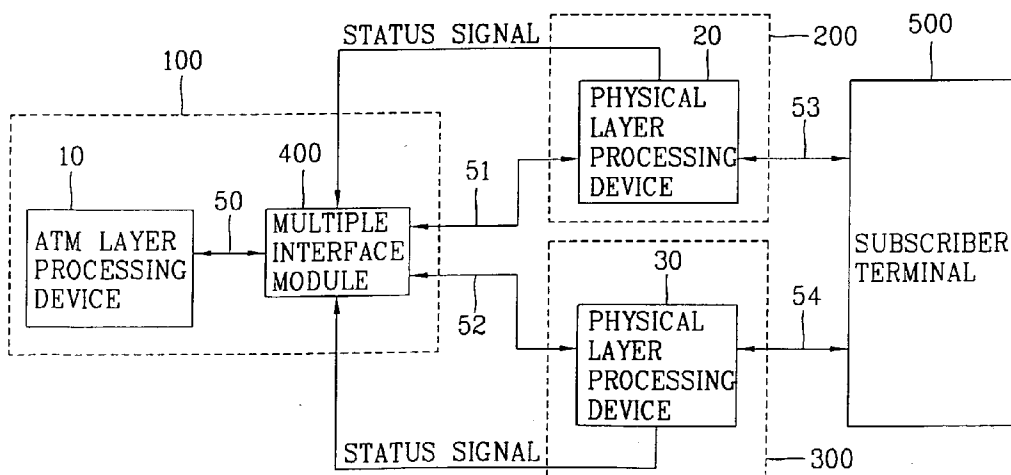 STATUS SIGNAL
20
200
500
100
PHYSICAL
LAYER
PROCESSING
DEVICE
53
10
400
51
50
ATM LAYER
PROCESSING
DEVICE
MULTIPLE
INTERFACE
MODULE
SUBSCRIBER
TERMINAL
52
30
54
PHYSICAL
LAYER
PROCESSING
DEVICE
STATUS SIGNAL
300